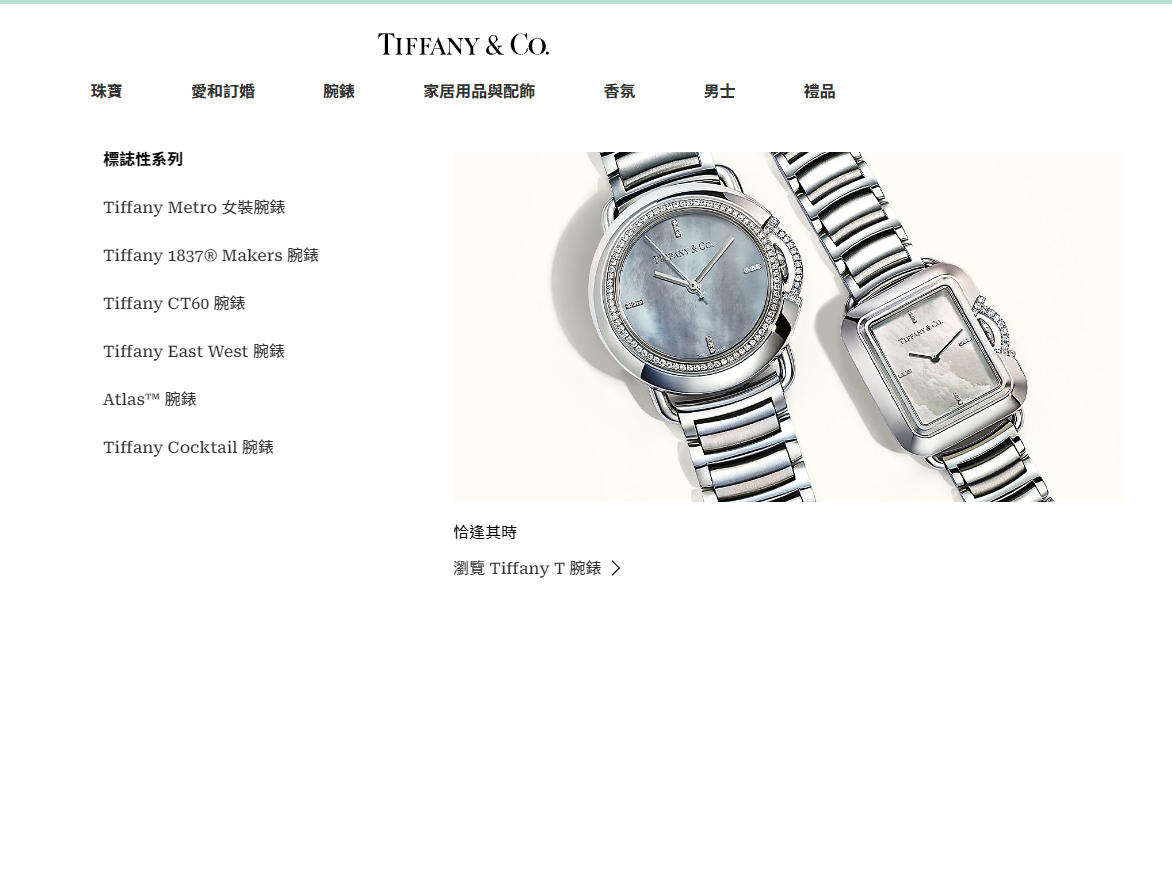 TIFFANY & CO.
珠寶 愛和訂婚 腕錶 家居用品與配飾 香氛 男士 禮品
標誌性系列
Tiffany Metro 女裝腕錶
Tiffany 1837® Makers 腕錶
Tiffany CT60 腕錶
Tiffany East West 腕錶
Atlas™ 腕錶
Tiffany Cocktail 腕錶
TIFFANY & CO.
TIFFANY & CO.
恰逢其時
瀏覽 Tiffany T 腕錶